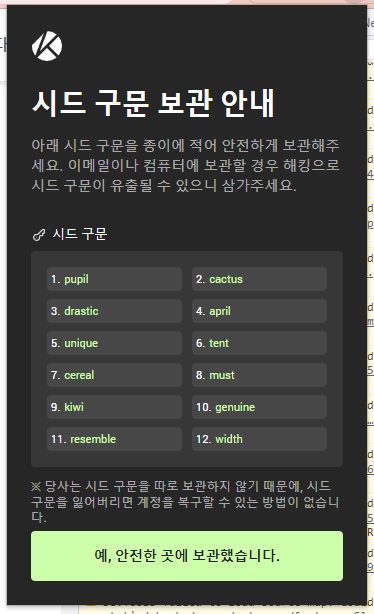 시드 구문 보관 안내
아래 시드 구문을 종이에 적어 안전하게 보관해주
세요. 이메일이나 컴퓨터에 보관할 경우 해킹으로
시드 구문이 유출될 수 있으니 삼가주세요.
시드 구문
1. pupil
2. cactus
3. drastic
4. april
5. unique
6. tent
7. cereal
8. must
9. kiwi
10. genuine
11. resemble
12. width
※ 당사는 시드 구문을 따로 보관하지 않기 때문에, 시드
구문을 잃어버리면 계정을 복구할 수 있는 방법이 없습니
다.
예, 안전한 곳에 보관했습니다.